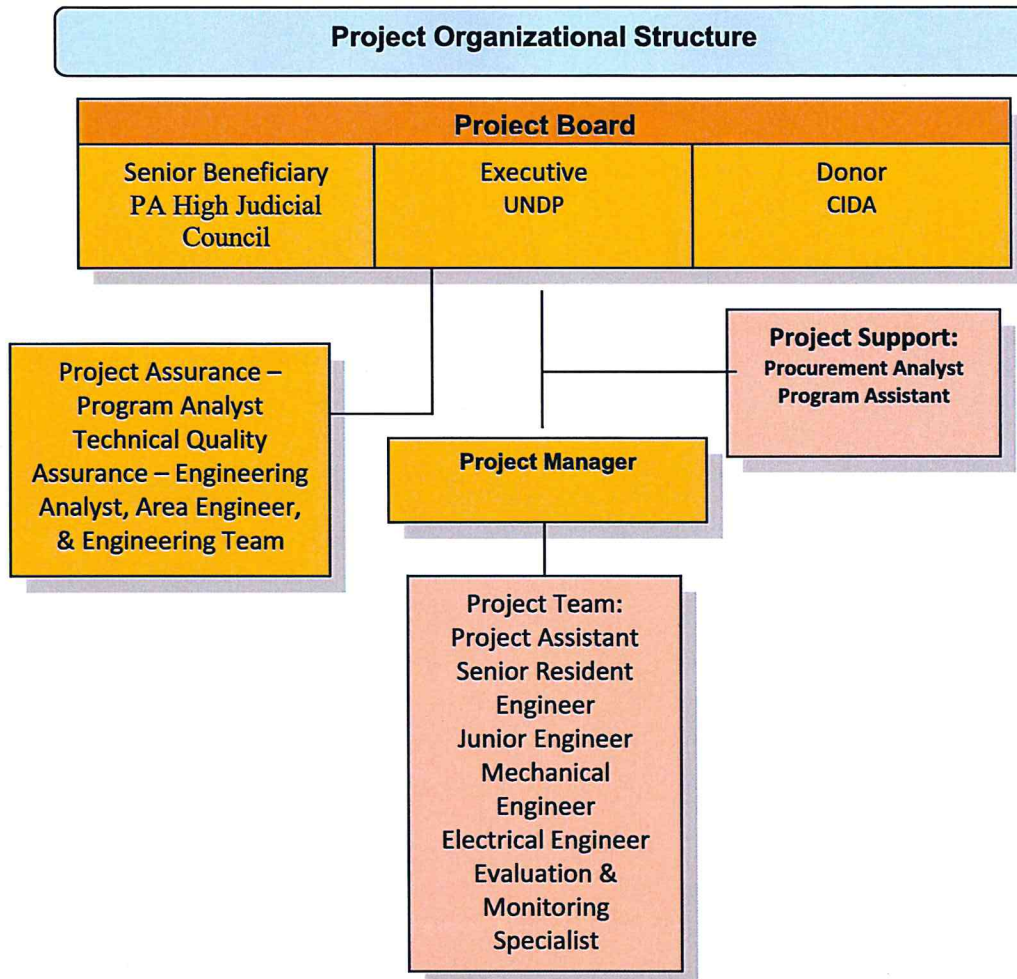 Project Organizational Structure
Project Board
Senior Beneficiary
PA High Judicial
Council
Executive
UNDP
Donor
CIDA
Project Assurance –
Program Analyst
Technical Quality
Assurance – Engineering
Analyst, Area Engineer,
& Engineering Team
Project Support:
Procurement Analyst
Program Assistant
Project Manager
Project Team:
Project Assistant
Senior Resident
Engineer
Junior Engineer
Mechanical
Engineer
Electrical Engineer
Evaluation &
Monitoring
Specialist